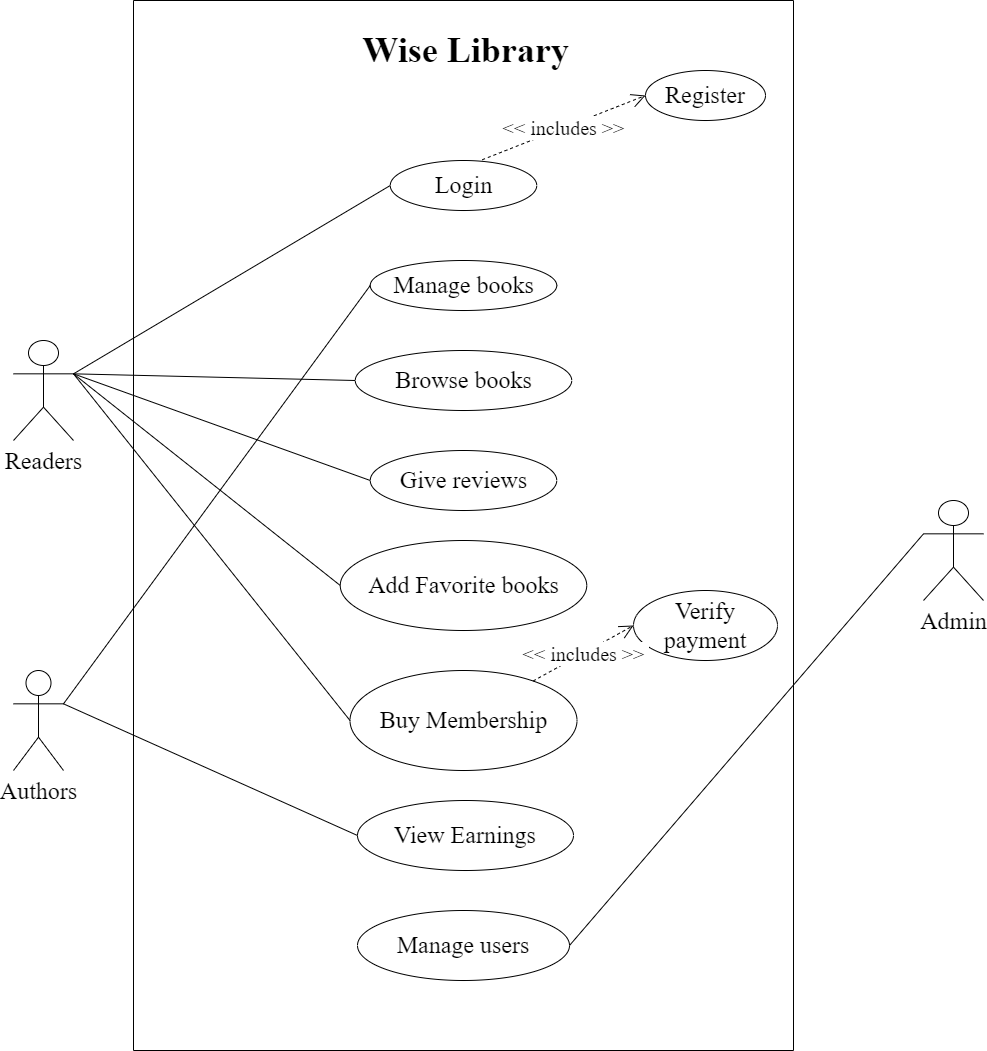 Wise Library
Register
<< includes >>
Login
Manage books
Browse books
Readers
Give reviews
Add Favorite books
Verify
payment
Admin
<< includes >>
Buy Membership
Authors
View Earnings
Manage users